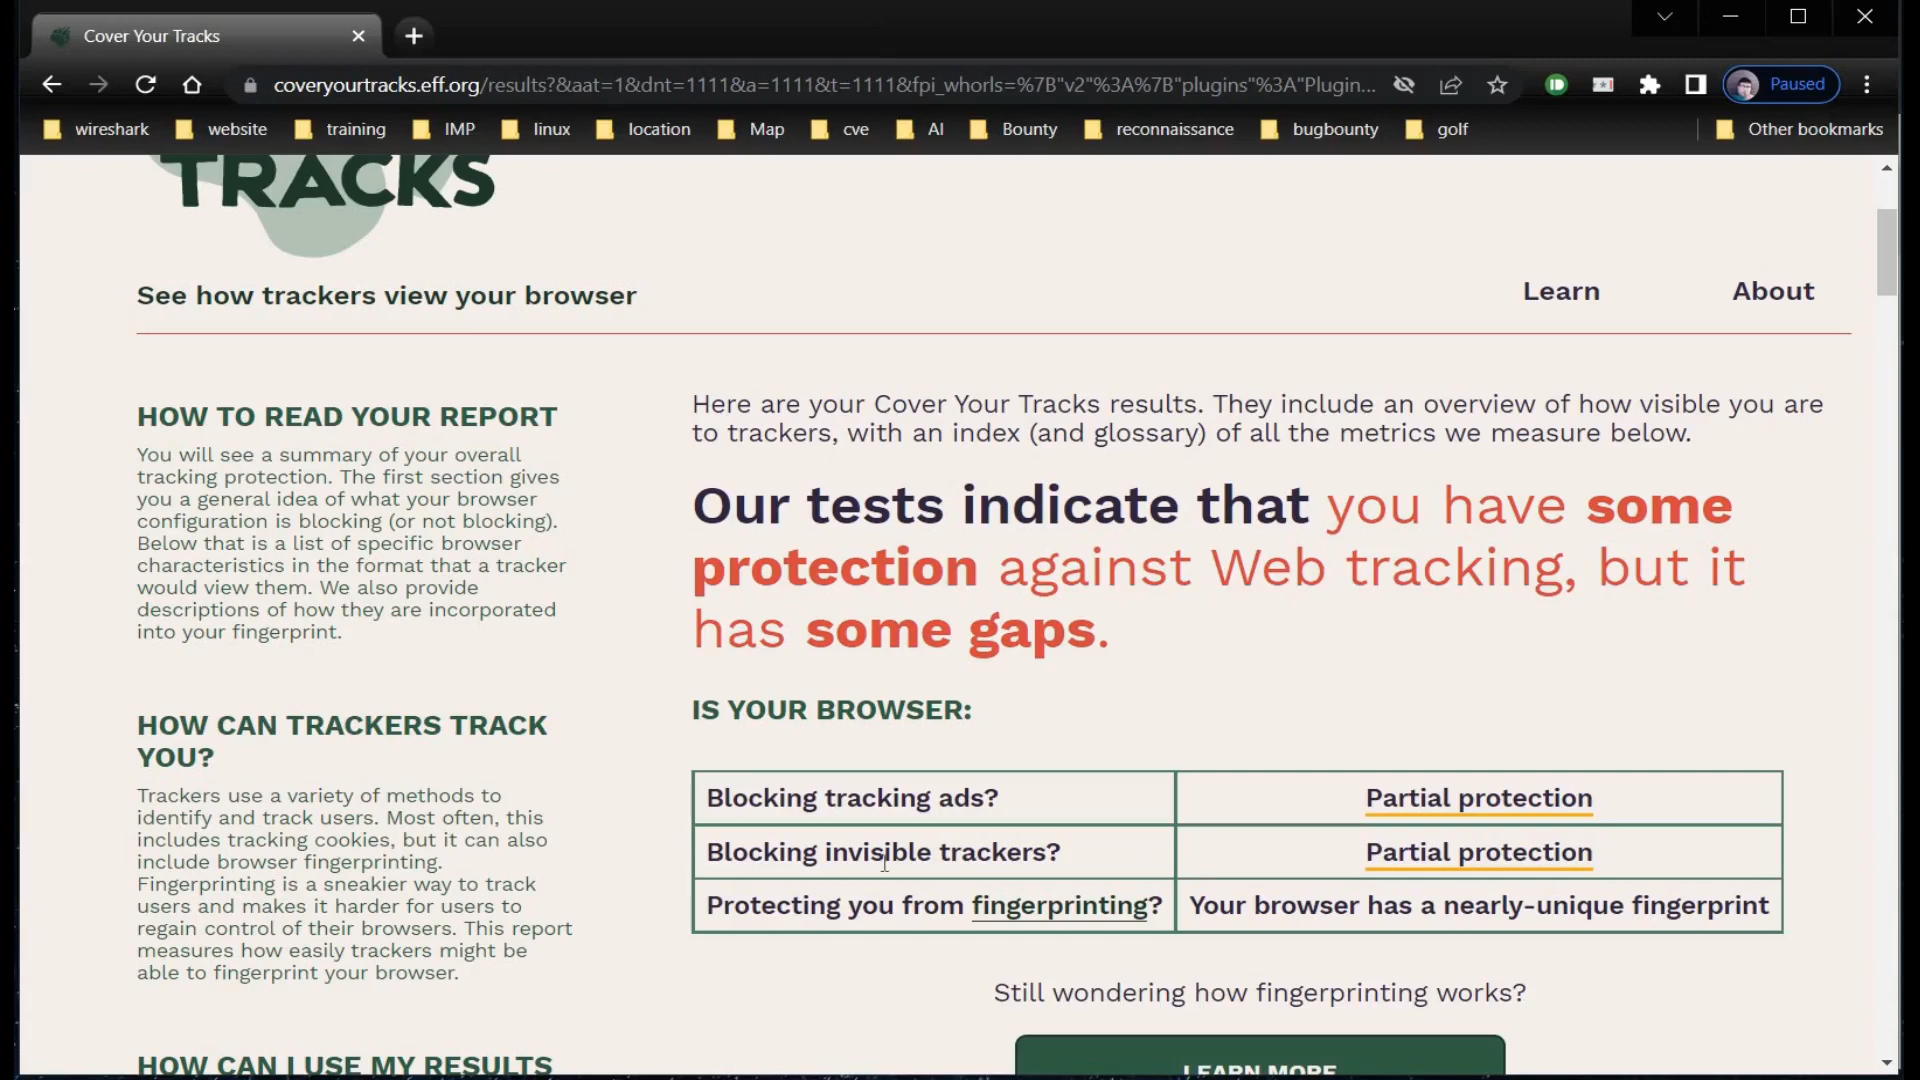 Cover Your Tracks
coveryourtracks.eff.org/results?&aat=1&dnt=1111&a=1111&t=1111&fpi_whorls=%7B"v2"%3A%7B"plugins"%3A"Plugin...
Paused
wireshark website training IMP linux location Map cve AI Bounty reconnaissance bugbounty golf Other bookmarks
TRACKS
See how trackers view your browser
Learn
About
HOW TO READ YOUR REPORT
You will see a summary of your overall
tracking protection. The first section gives
you a general idea of what your browser
configuration is blocking (or not blocking).
Below that is a list of specific browser
characteristics in the format that a tracker
would view them. We also provide
descriptions of how they are incorporated
into your fingerprint.
HOW CAN TRACKERS TRACK
YOU?
Trackers use a variety of methods to
identify and track users. Most often, this
includes tracking cookies, but it can also
include browser fingerprinting.
Fingerprinting is a sneakier way to track
users and makes it harder for users to
regain control of their browsers. This report
measures how easily trackers might be
able to fingerprint your browser.
HOW CAN I USE MY RESULTS
Here are your Cover Your Tracks results. They include an overview of how visible you are
to trackers, with an index (and glossary) of all the metrics we measure below.
Our tests indicate that you have some
protection against Web tracking, but it
has some gaps.
IS YOUR BROWSER:
Blocking tracking ads? Partial protection
Blocking invisible trackers? Partial protection
Protecting you from fingerprinting? Your browser has a nearly-unique fingerprint
Still wondering how fingerprinting works?
LEARN MORE